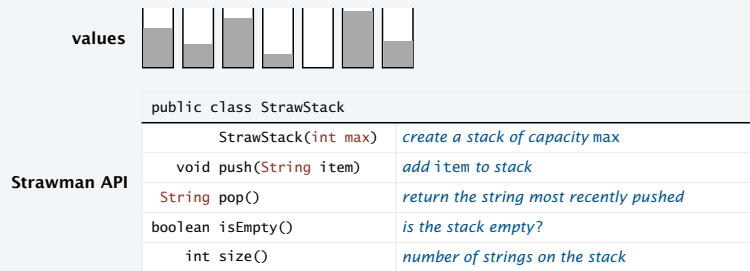 values
public class StrawStack
StrawStack(int max) create a stack of capacity max
void push(String item) add item to stack
Strawman API
String pop() return the string most recently pushed
boolean isEmpty() is the stack empty?
int size() number of strings on the stack